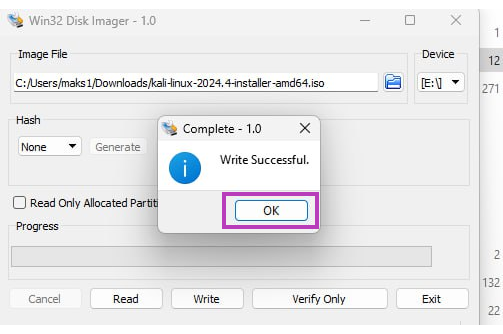 Win32 Disk Imager - 1.0
Image File
Device
C:/Users/maks1/Downloads/kali-linux-2024.4-installer-amd64.iso
[E:\]
Hash
None
Generate
Complete - 1.0
Write Successful.
OK
Read Only Allocated Partiti
Progress
Cancel
Read
Write
Verify Only
Exit
1
12
271
2
132
22